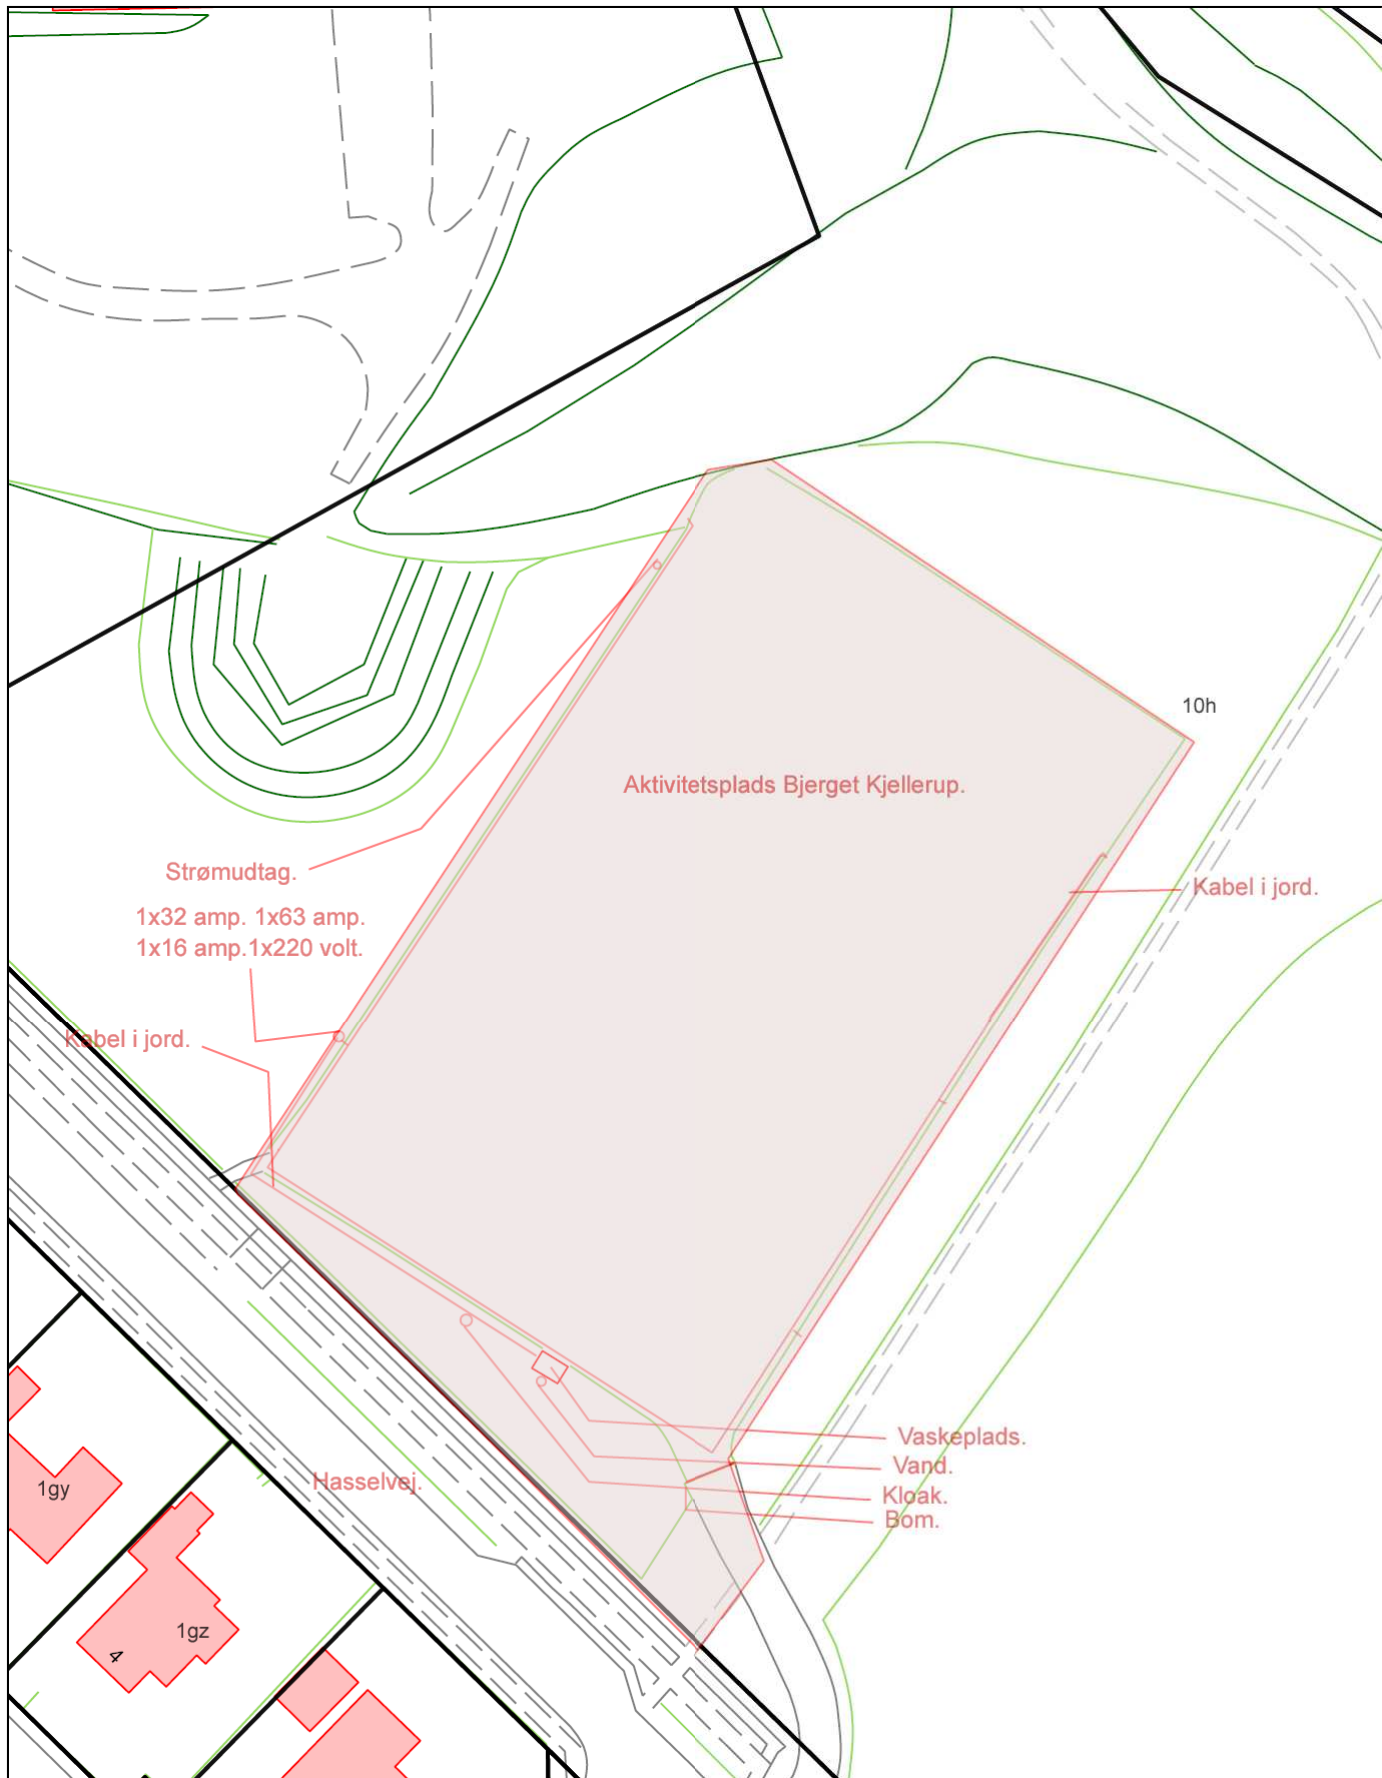 10h
Aktivitetsplads Bjerget Kjellerup.
Strømudtag.
Kabel i jord.
1x32 amp. 1x63 amp.
1x16 amp.1x220 volt.
Kabel i jord.
Vaskeplads.
Vand.
Hasselvej.
1gy
Kloak.
Bom.
1gz
4